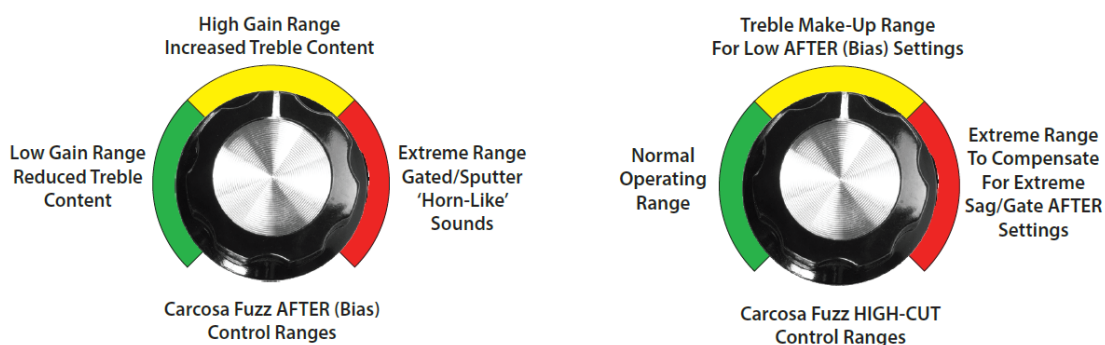 High Gain Range
Increased Treble Content
Low Gain Range
Reduced Treble
Content
Extreme Range
Gated/Sputter
‘Horn-Like’
Sounds
Carcosa Fuzz AFTER (Bias)
Control Ranges
Treble Make-Up Range
For Low AFTER (Bias) Settings
Normal
Operating
Range
Extreme Range
To Compensate
For Extreme
Sag/Gate AFTER
Settings
Carcosa Fuzz HIGH-CUT
Control Ranges